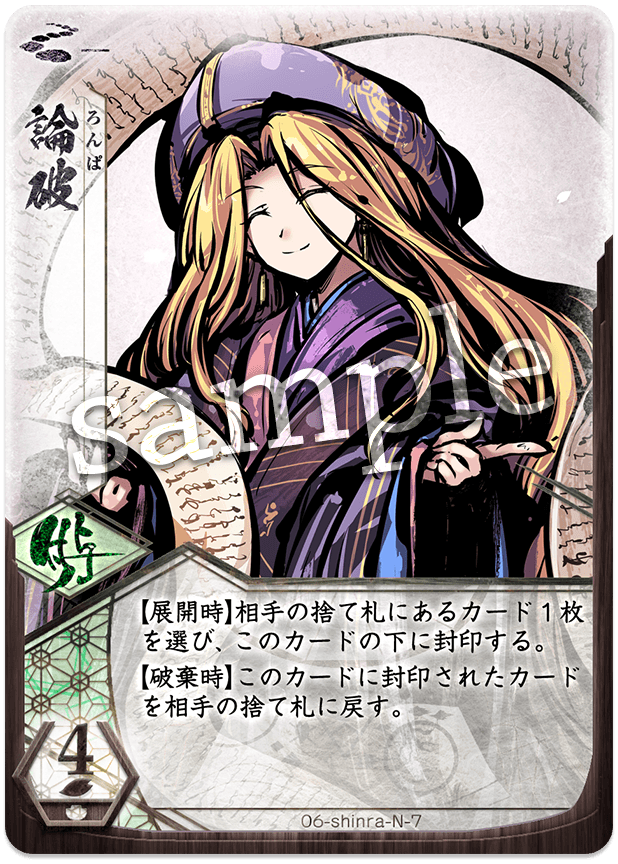 論破
ろんぱ
sample
付与
【展開時】相手の捨て札にあるカード1枚
を選び、このカードの下に封印する。
【破棄時】このカードに封印されたカード
を相手の捨て札に戻す。
4
06-shinra-N-7